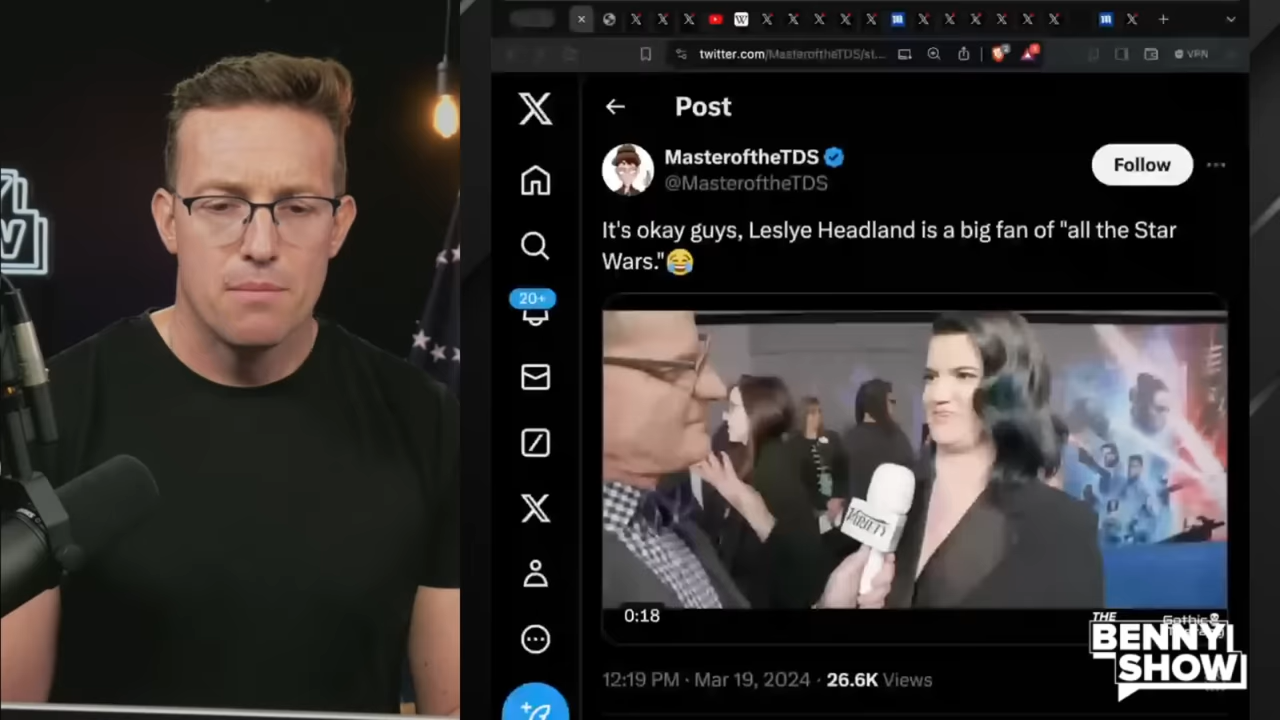 twitter.com/MasteroftheTDS/st...
VPN
Post
MasteroftheTDS
@MasteroftheTDS
Follow
It's okay guys, Leslye Headland is a big fan of "all the Star
Wars."😂
20+
VARIETY
0:18
12:19 PM · Mar 19, 2024 · 26.6K Views
THE
BENNY
SHOW